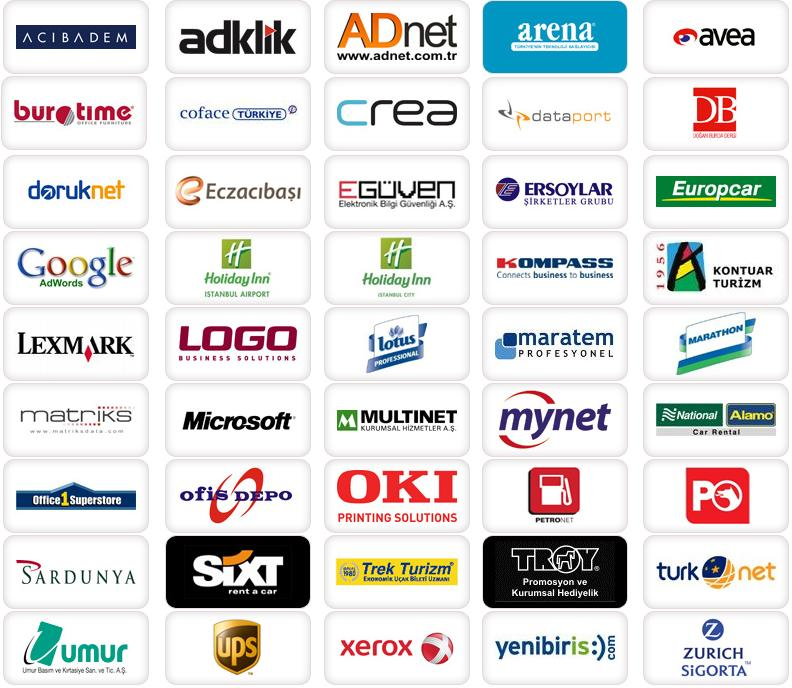 ACIBADEM
adklik
ADnet
www.adnet.com.tr
arena
TÜRKİYE'NİN TEKNOLOJİ SAĞLAYICISI
avea
burotime
OFFICE FURNITURE
coface TÜRKİYE
crea
dataport
DB
DOĞAN BURDA DERGİ
doruknet
Eczacıbaşı
EGÜVEN
Elektronik Bilgi Güvenliği A.Ş.
ERSOYLAR
ŞİRKETLER GRUBU
Europcar
Google
AdWords
H
Holiday Inn
ISTANBUL AIRPORT
H
Holiday Inn
ISTANBUL CITY
KOMPASS
Connects business to business
1956
KONTUAR
TURİZM
LEXMARK
LOGO
BUSINESS SOLUTIONS
lotus
PROFESSIONAL
maratem
PROFESYONEL
MARATHON
matriks
www.matriksdata.com
Microsoft
M MULTINET
KURUMSAL HİZMETLER A.Ş.
mynet
National Alamo
Car Rental
Office 1 Superstore
OFİS DEPO
OKI
PRINTING SOLUTIONS
PETRONET
PO
SARDUNYA
SiXT
rent a car
1980
Trek Turizm
EKONOMİK UÇAK BİLETİ UZMANI
TROY
Promosyon ve
Kurumsal Hediyelik
turk net
umur
Umur Basım ve Kırtasiye San. ve Tic. A.Ş.
ups
xerox
yenibiris:)com
Z
ZURICH
SiGORTA™